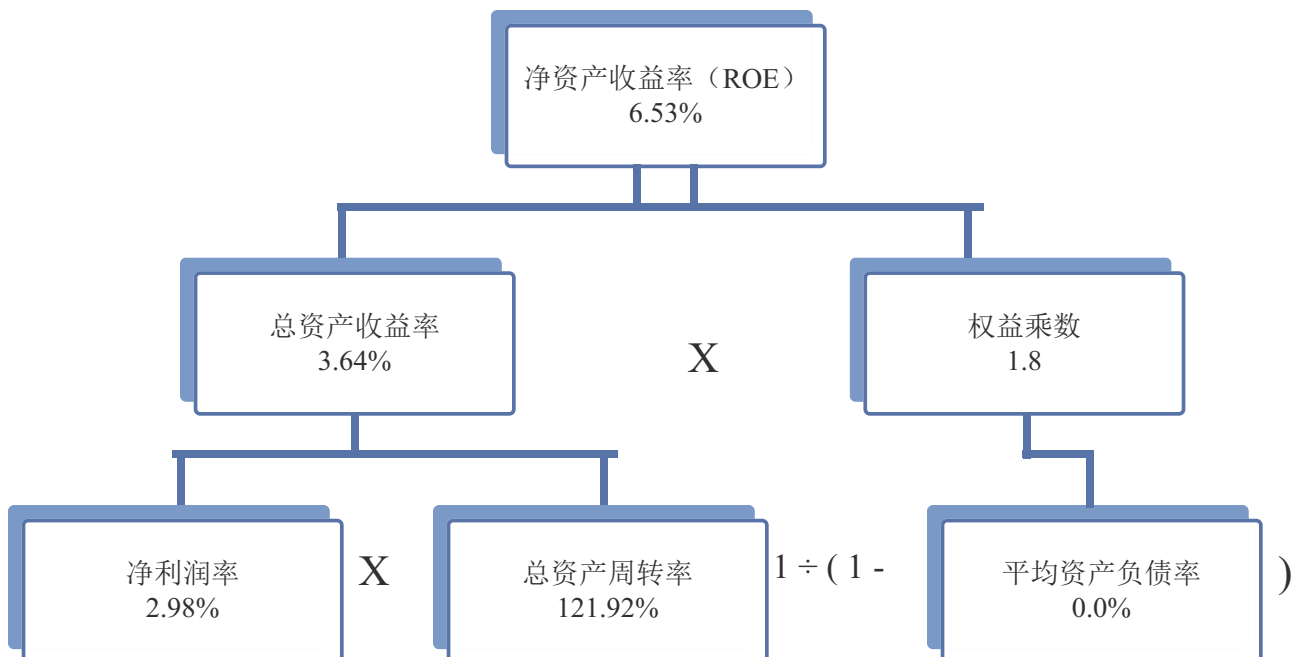 净资产收益率（ROE）
6.53%
总资产收益率
3.64%
X
权益乘数
1.8
净利润率
2.98%
X
总资产周转率
121.92%
1 ÷ ( 1 -
平均资产负债率
0.0%
)